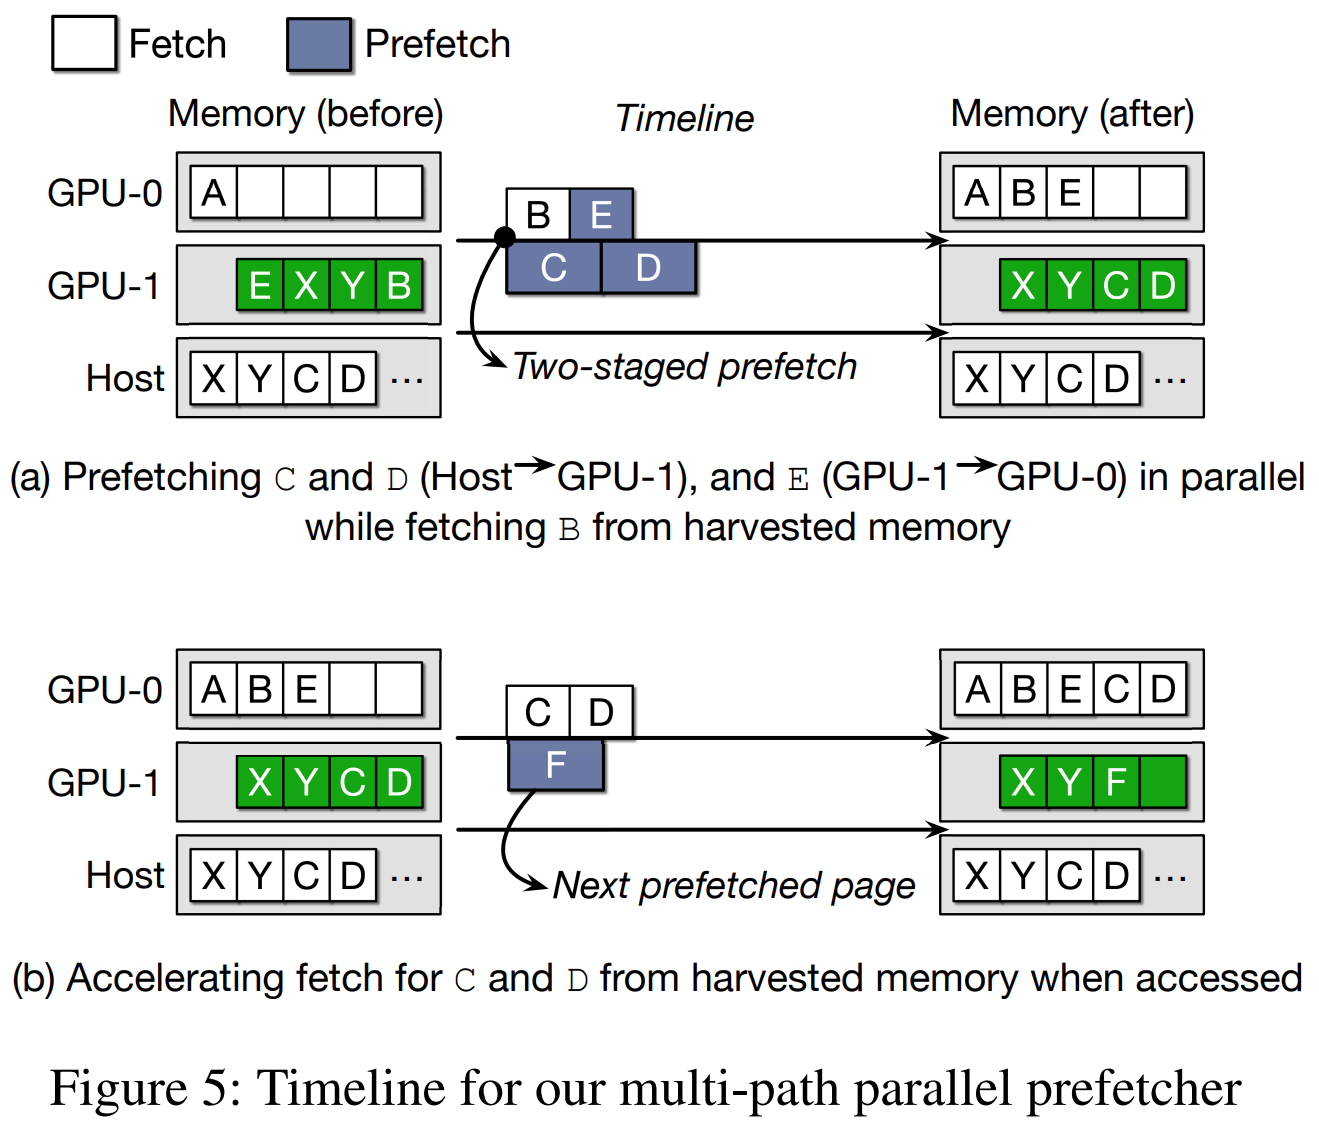 Fetch Prefetch
Memory (before) Timeline Memory (after)
GPU-0 A B E A B E
GPU-1 E X Y B C D X Y C D
Host X Y C D ... Two-staged prefetch X Y C D ...
(a) Prefetching C and D (Host→GPU-1), and E (GPU-1→GPU-0) in parallel
while fetching B from harvested memory
GPU-0 A B E C D A B E C D
GPU-1 X Y C D F X Y F
Host X Y C D ... Next prefetched page X Y C D ...
(b) Accelerating fetch for C and D from harvested memory when accessed
Figure 5: Timeline for our multi-path parallel prefetcher